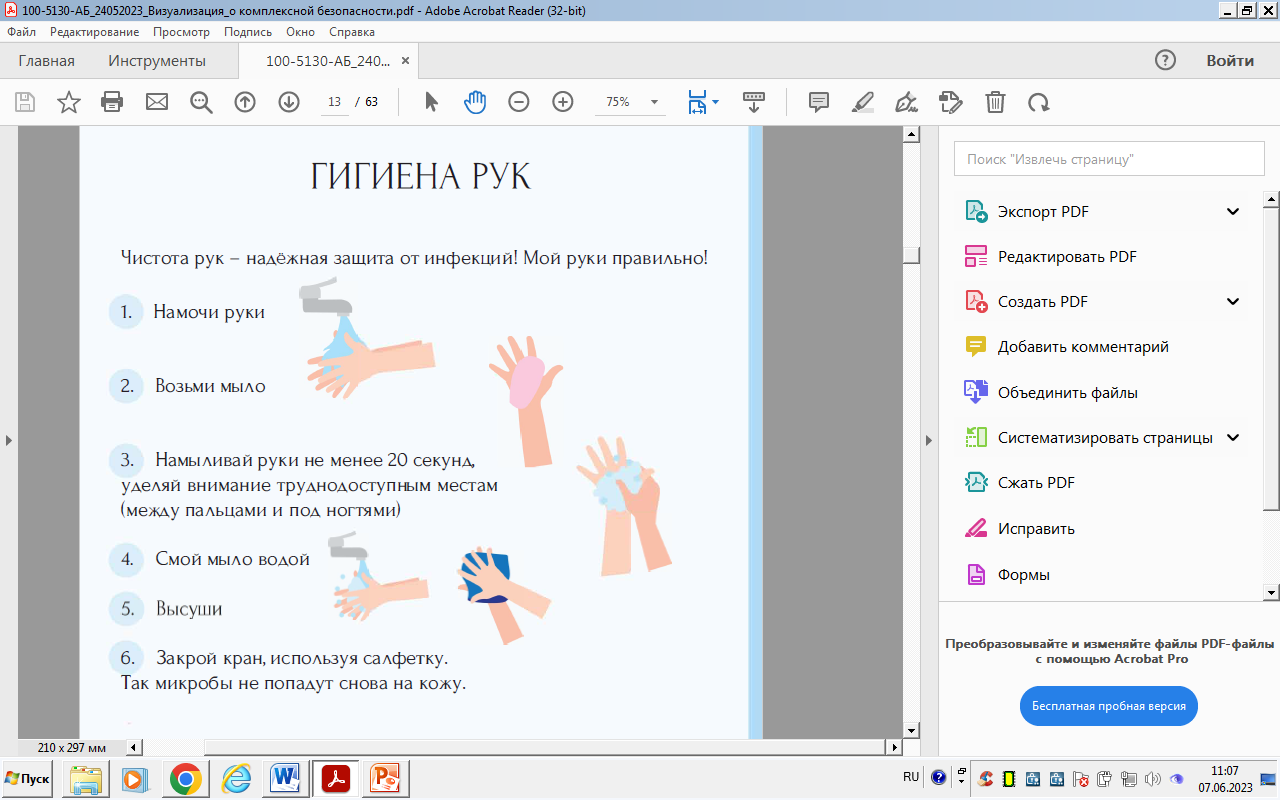 100-5130-АБ_24052023_Визуализация_о комплексной безопасности.pdf - Adobe Acrobat Reader (32-bit)
Файл Редактирование Просмотр Подпись Окно Справка
Главная Инструменты 100-5130-АБ_240... × Войти
13 / 63 75%
ГИГИЕНА РУК
Чистота рук – надёжная защита от инфекций! Мой руки правильно!
1. Намочи руки
2. Возьми мыло
3. Намыливай руки не менее 20 секунд,
уделяй внимание труднодоступным местам
(между пальцами и под ногтями)
4. Смой мыло водой
5. Высуши
6. Закрой кран, используя салфетку.
Так микробы не попадут снова на кожу.
210 x 297 мм
Поиск "Извлечь страницу"
Экспорт PDF
Редактировать PDF
Создать PDF
Добавить комментарий
Объединить файлы
Систематизировать страницы
Сжать PDF
Исправить
Формы
Преобразовывайте и изменяйте файлы PDF-файлы
с помощью Acrobat Pro
Бесплатная пробная версия
Пуск
RU
11:07
07.06.2023